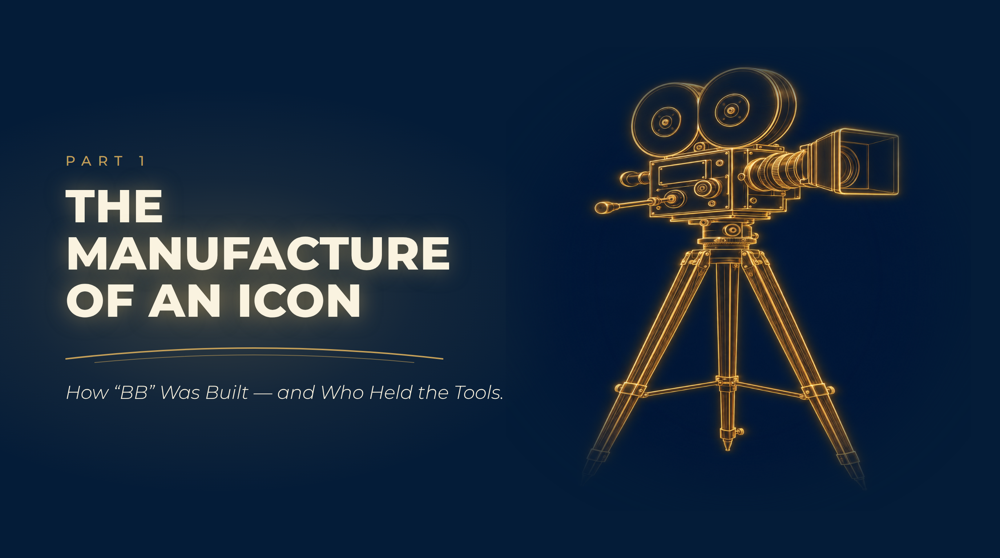 PART 1
THE
MANUFACTURE
OF AN ICON
How “BB” Was Built — and Who Held the Tools.